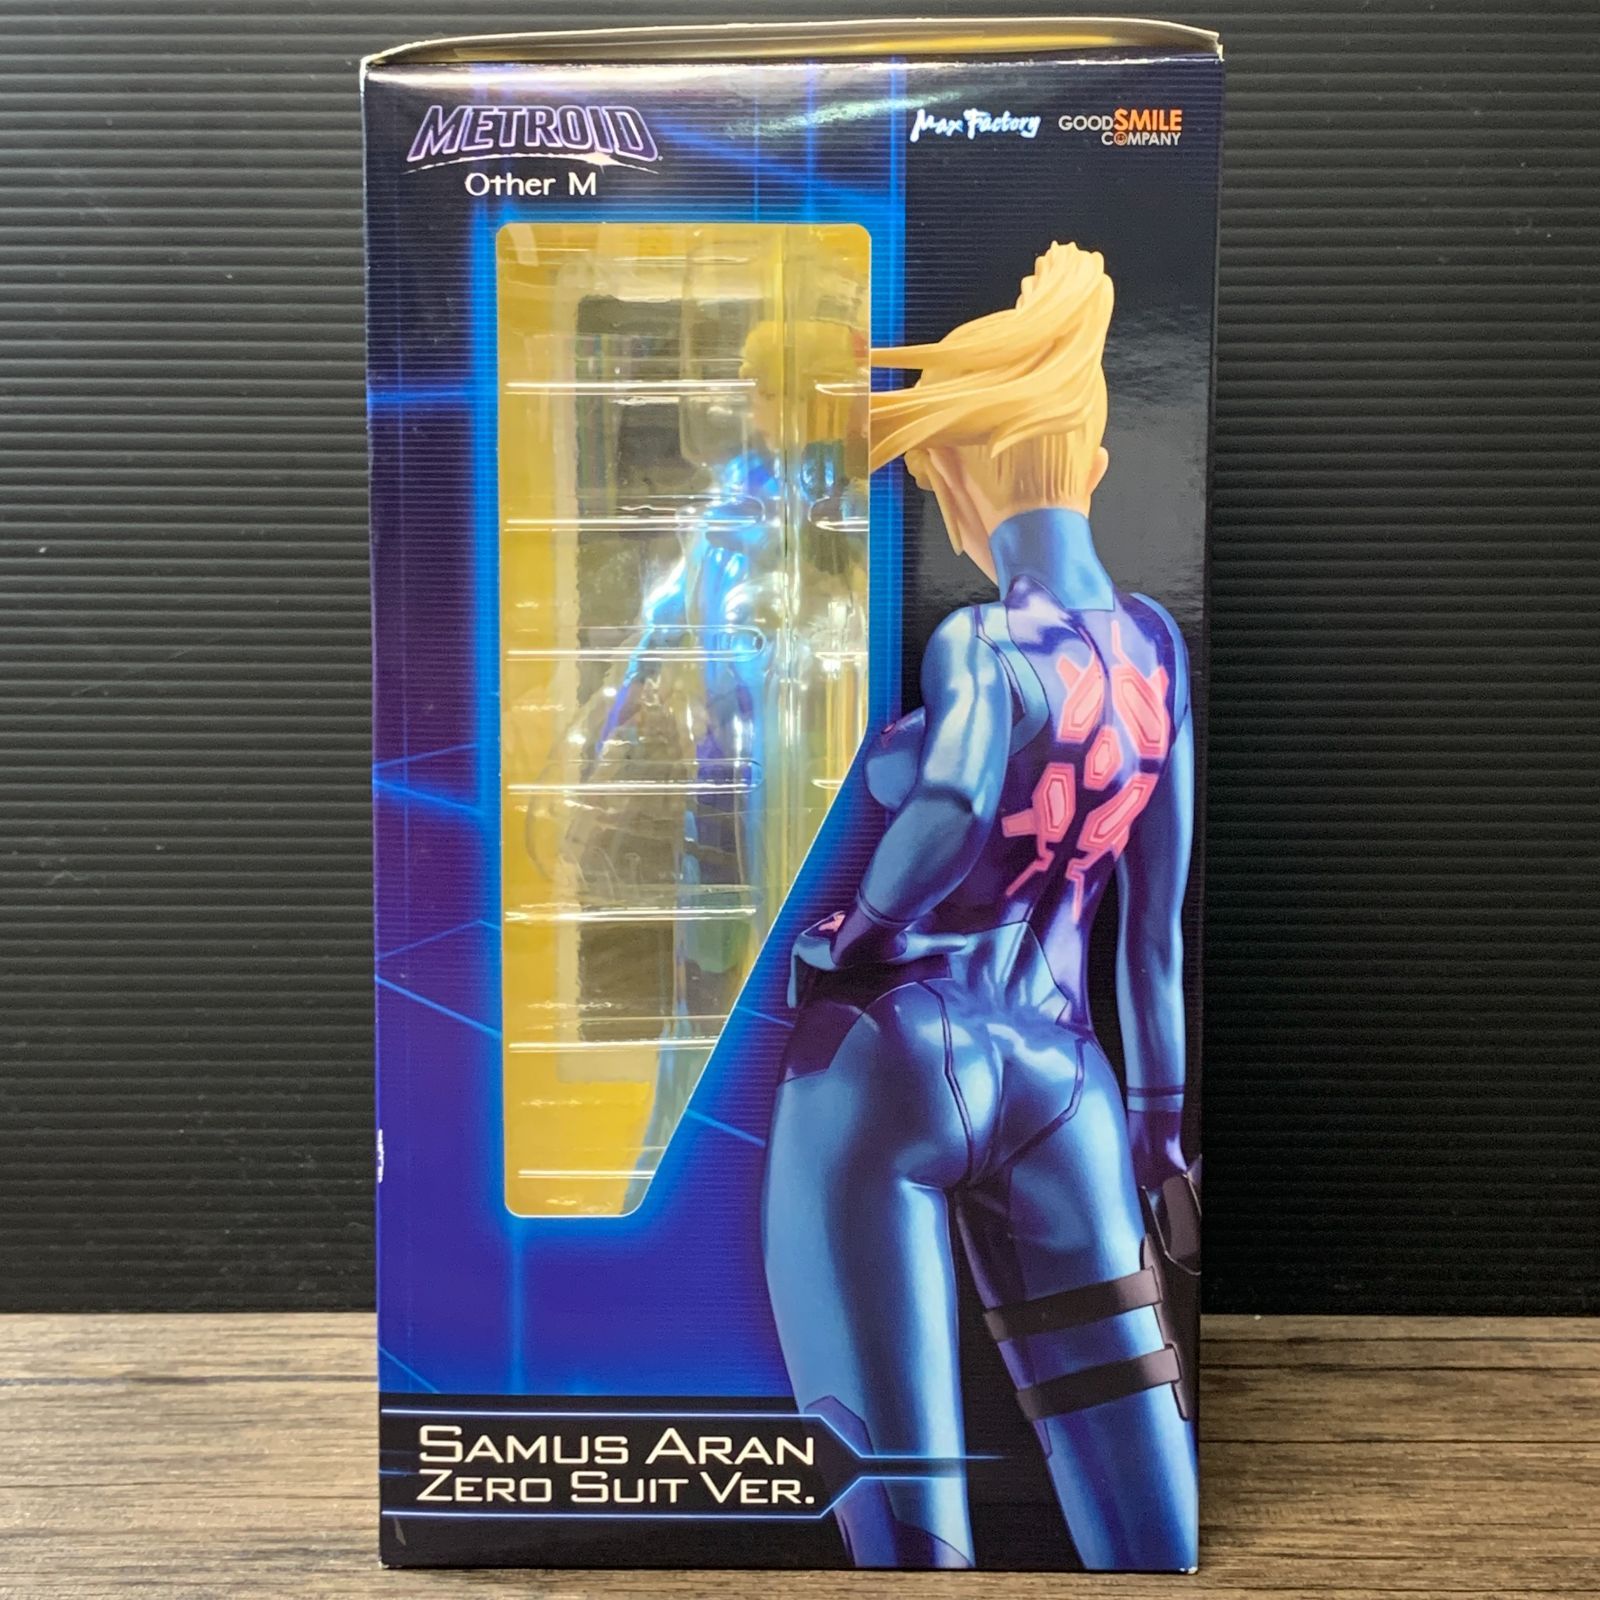 METROID
Other M
Max Factory
GOOD SMILE
COMPANY
SAMUS ARAN
ZERO SUIT VER.